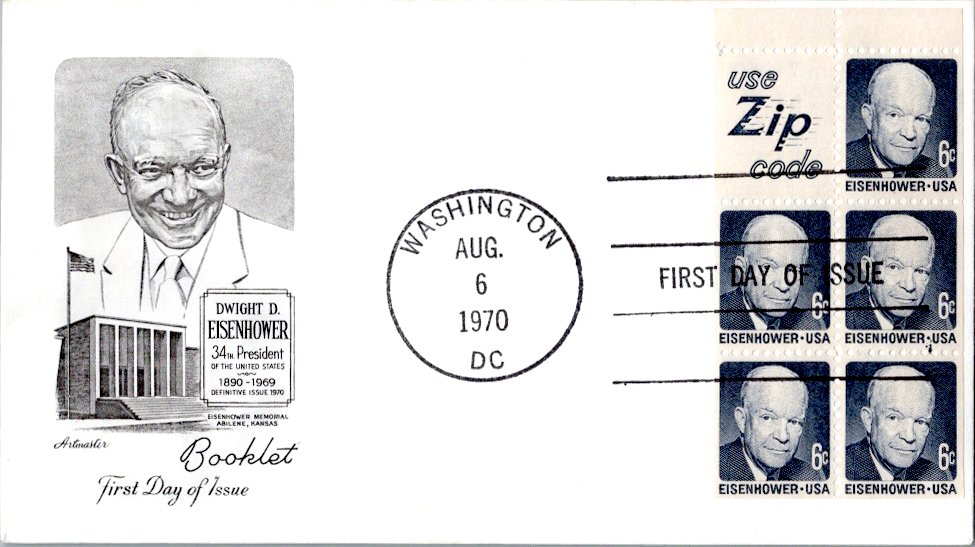 DWIGHT D.
EISENHOWER
34TH President
OF THE UNITED STATES
1890-1969
DEFINITIVE ISSUE 1970
EISENHOWER MEMORIAL
ABILENE, KANSAS
Artmaster
Booklet
First Day of Issue
WASHINGTON
AUG.
6
1970
DC
FIRST DAY OF ISSUE
use
Zip
code
6c
EISENHOWER·USA
6c
EISENHOWER·USA
6c
EISENHOWER·USA
6c
EISENHOWER·USA
6c
EISENHOWER·USA